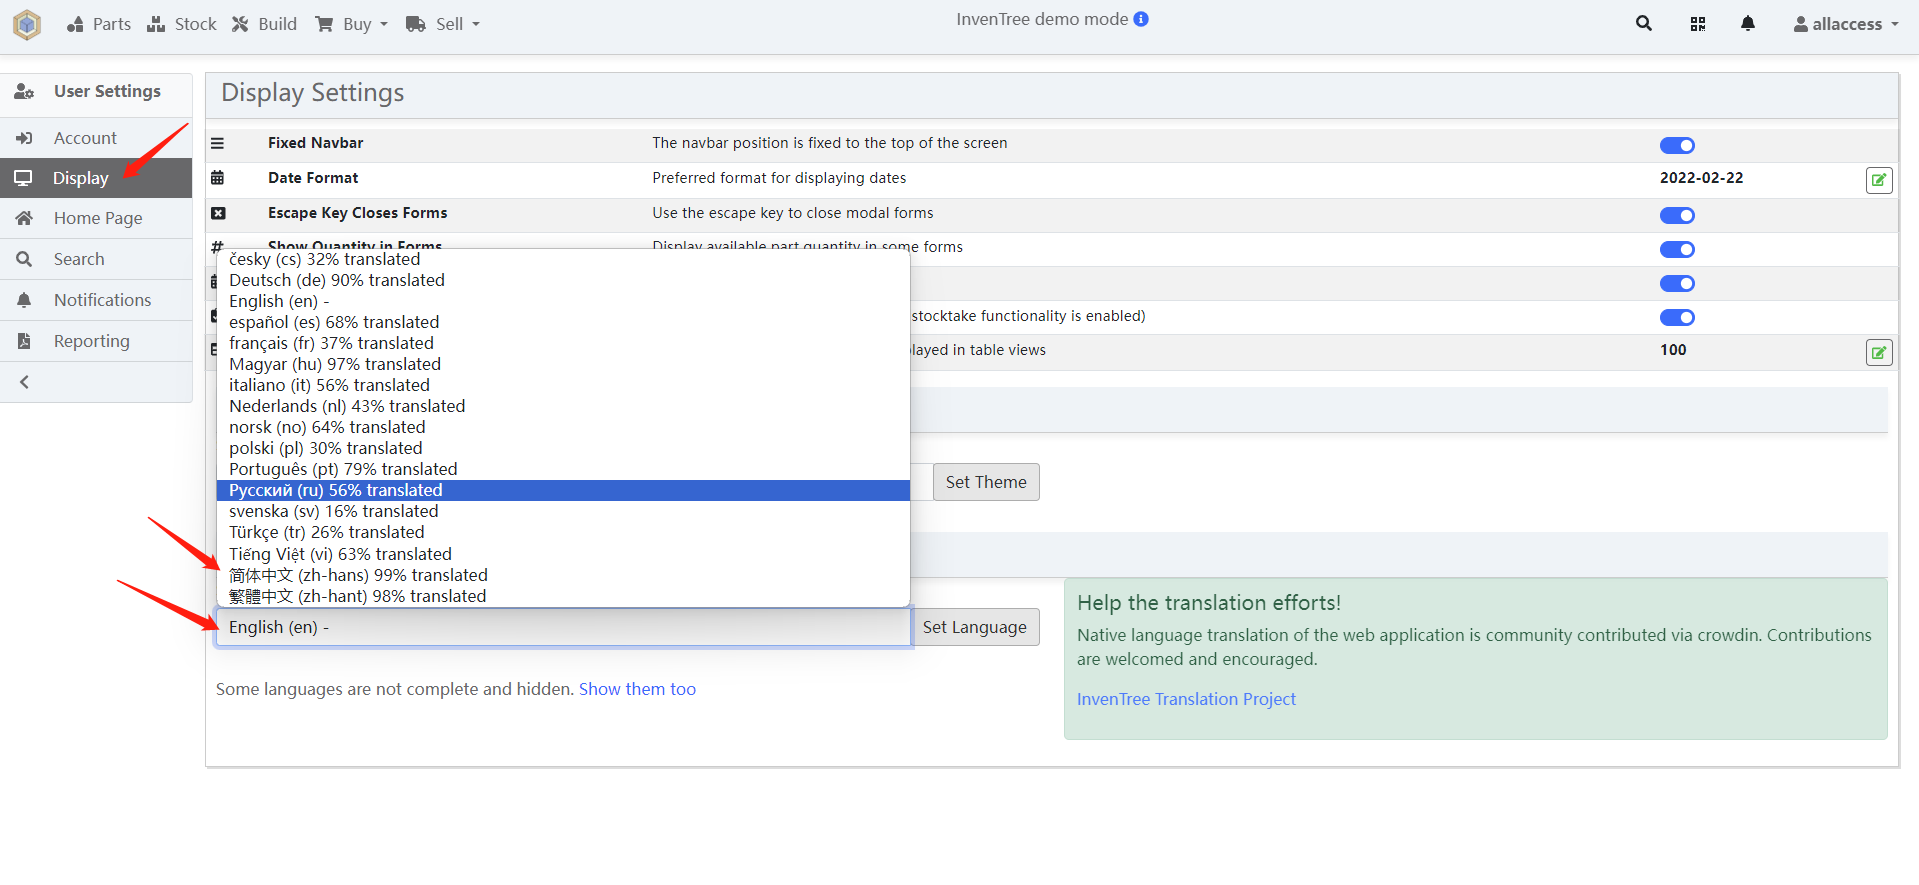 Parts Stock Build Buy Sell InvenTree demo mode allaccess
User Settings
Account
Display
Home Page
Search
Notifications
Reporting
Display Settings
Fixed Navbar The navbar position is fixed to the top of the screen
Date Format Preferred format for displaying dates 2022-02-22
Escape Key Closes Forms Use the escape key to close modal forms
Show Quantity in Forms Display available part quantity in some forms
stocktake functionality is enabled)
in table views 100
česky (cs) 32% translated
Deutsch (de) 90% translated
English (en) -
español (es) 68% translated
français (fr) 37% translated
Magyar (hu) 97% translated
italiano (it) 56% translated
Nederlands (nl) 43% translated
norsk (no) 64% translated
polski (pl) 30% translated
Português (pt) 79% translated
Русский (ru) 56% translated
svenska (sv) 16% translated
Türkçe (tr) 26% translated
Tiếng Việt (vi) 63% translated
简体中文 (zh-hans) 99% translated
繁體中文 (zh-hant) 98% translated
Set Theme
English (en) -
Set Language
Some languages are not complete and hidden. Show them too
Help the translation efforts!
Native language translation of the web application is community contributed via crowdin. Contributions
are welcomed and encouraged.
InvenTree Translation Project